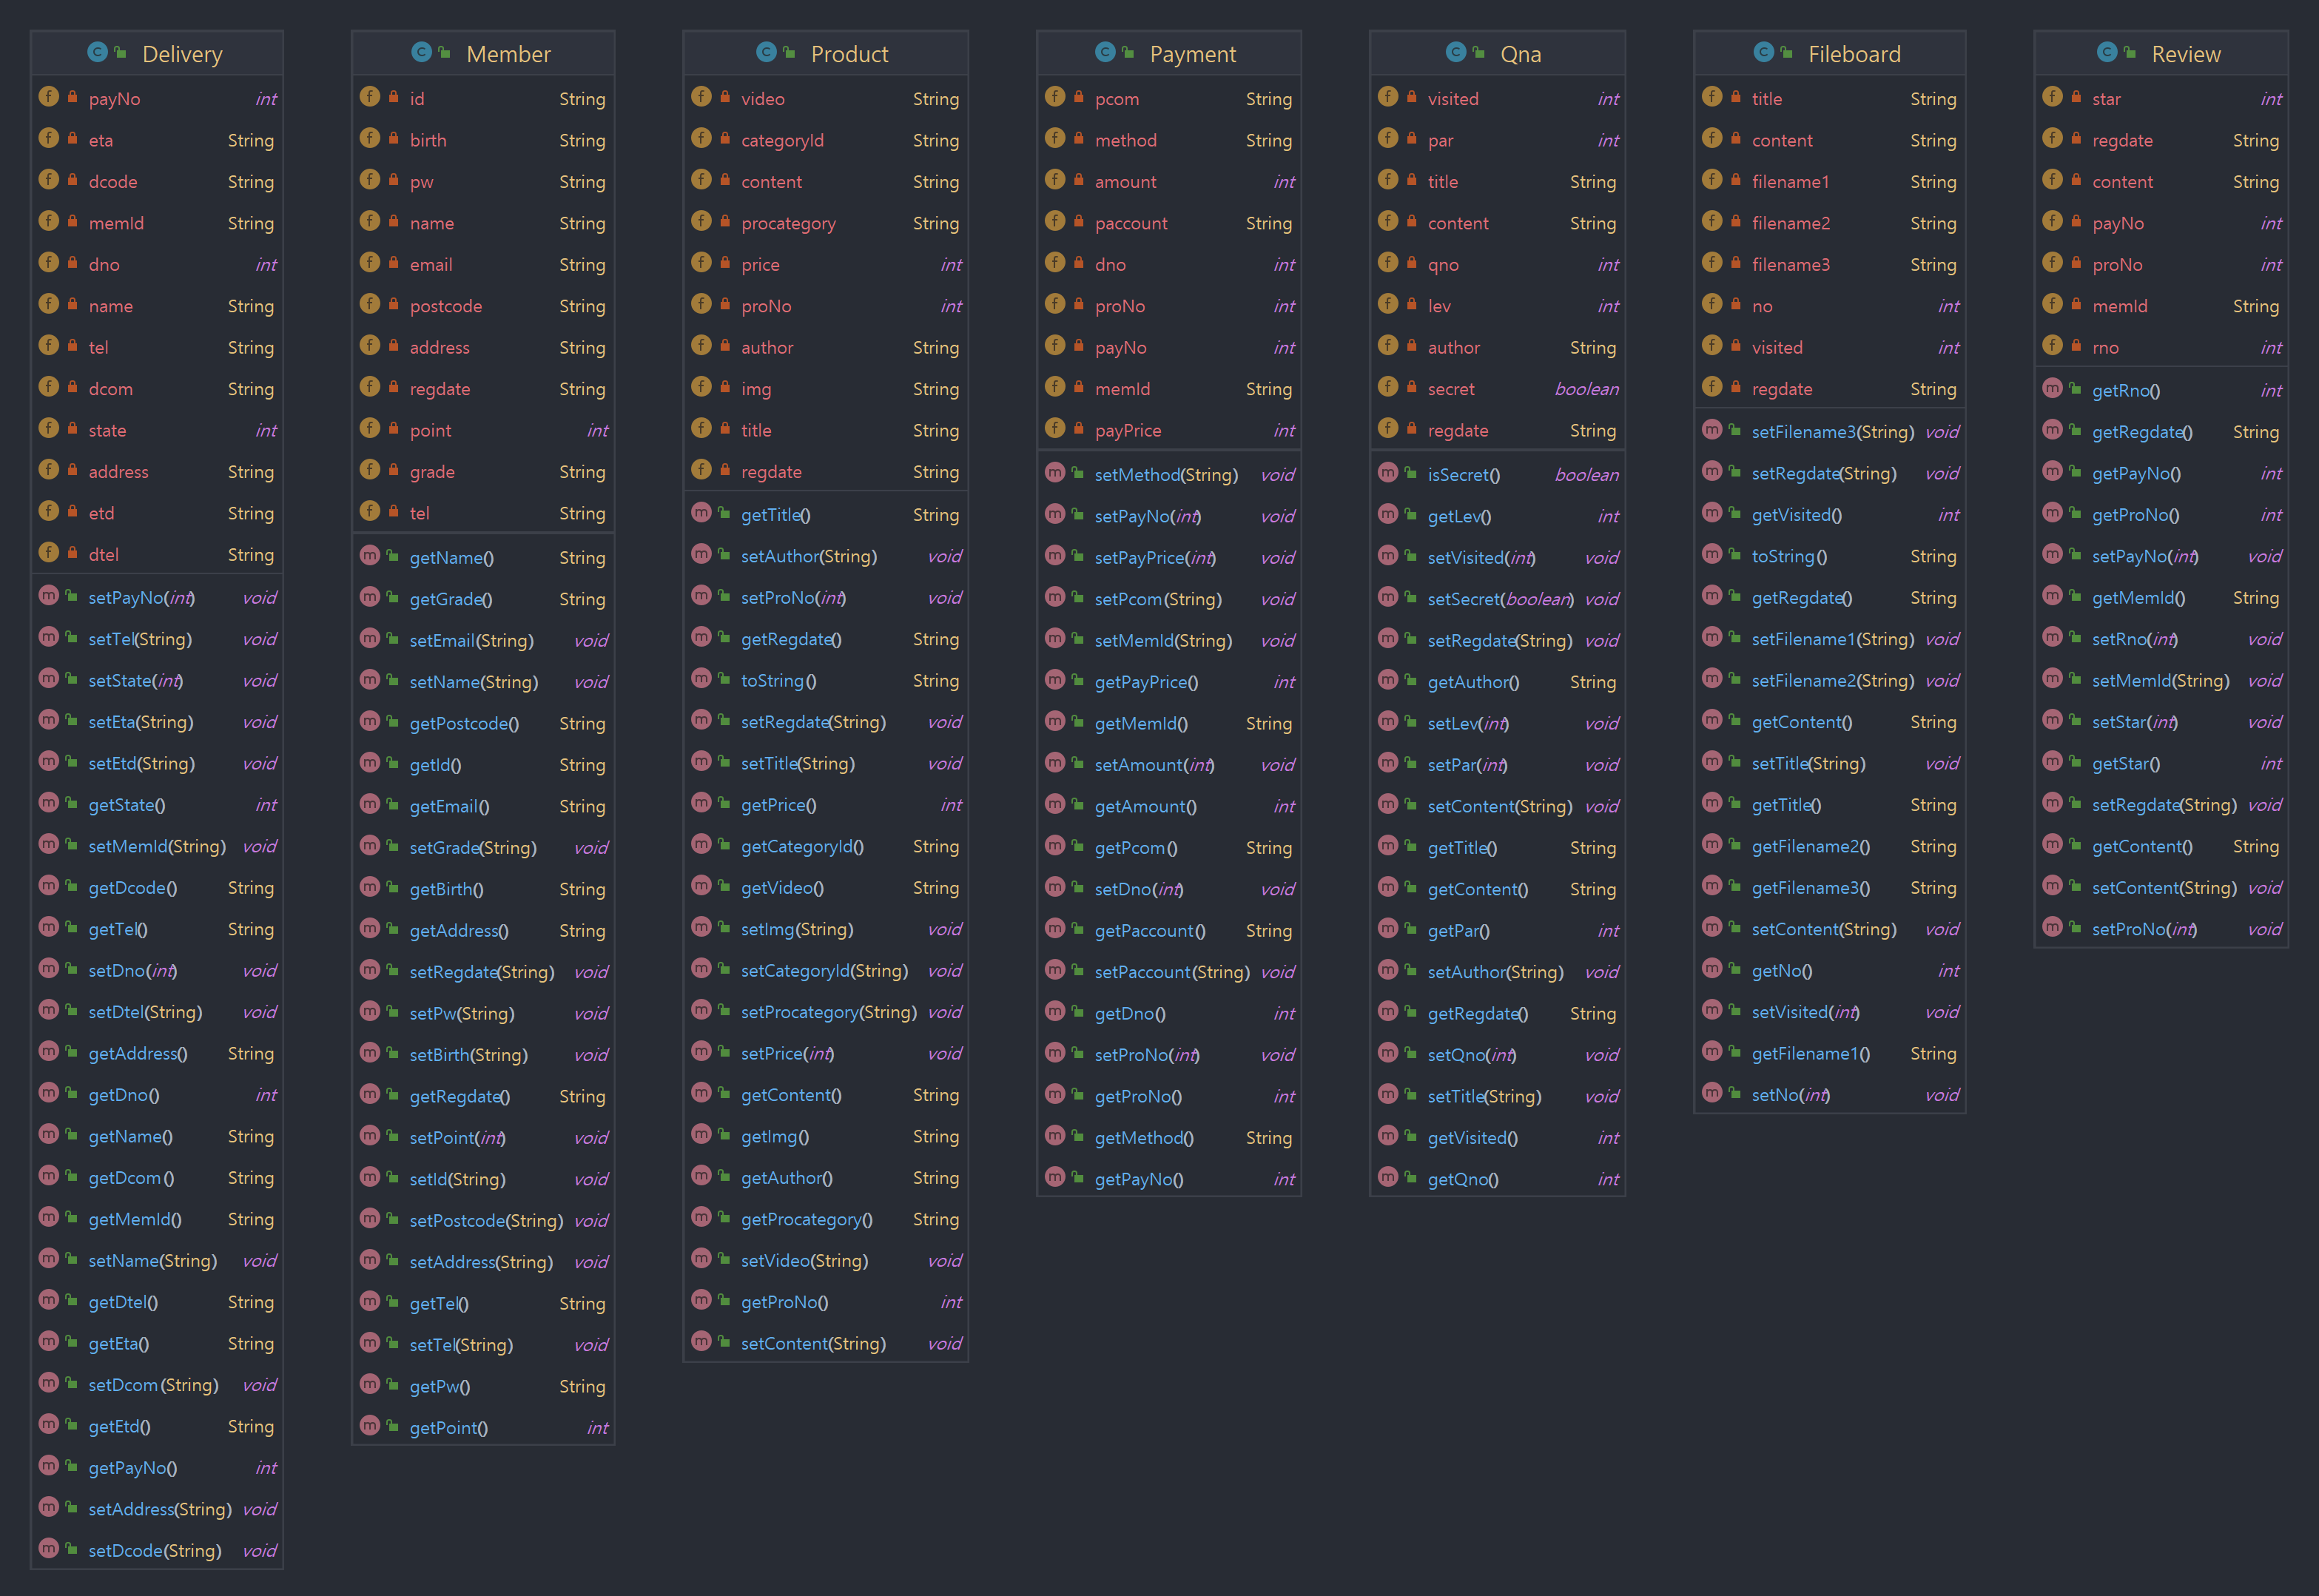 Delivery
payNo int
eta String
dcode String
memId String
dno int
name String
tel String
dcom String
state int
address String
etd String
dtel String
setPayNo(int) void
setTel(String) void
setState(int) void
setEta(String) void
setEtd(String) void
getState() int
setMemId(String) void
getDcode() String
getTel() String
setDno(int) void
setDtel(String) void
getAddress() String
getDno() int
getName() String
getDcom() String
getMemId() String
setName(String) void
getDtel() String
getEta() String
setDcom(String) void
getEtd() String
getPayNo() int
setAddress(String) void
setDcode(String) void
Member
id String
birth String
pw String
name String
email String
postcode String
address String
regdate String
point int
grade String
tel String
getName() String
getGrade() String
setEmail(String) void
setName(String) void
getPostcode() String
getId() String
getEmail() String
setGrade(String) void
getBirth() String
getAddress() String
setRegdate(String) void
setPw(String) void
setBirth(String) void
getRegdate() String
setPoint(int) void
setId(String) void
setPostcode(String) void
setAddress(String) void
getTel() String
setTel(String) void
getPw() String
getPoint() int
Product
video String
categoryId String
content String
procategory String
price int
proNo int
author String
img String
title String
regdate String
getTitle() String
setAuthor(String) void
setProNo(int) void
getRegdate() String
toString() String
setRegdate(String) void
setTitle(String) void
getPrice() int
getCategoryId() String
getVideo() String
setImg(String) void
setCategoryId(String) void
setProcategory(String) void
setPrice(int) void
getContent() String
getImg() String
getAuthor() String
getProcategory() String
setVideo(String) void
getProNo() int
setContent(String) void
Payment
pcom String
method String
amount int
paccount String
dno int
proNo int
payNo int
memId String
payPrice int
setMethod(String) void
setPayNo(int) void
setPayPrice(int) void
setPcom(String) void
setMemId(String) void
getPayPrice() int
getMemId() String
setAmount(int) void
getAmount() int
getPcom() String
setDno(int) void
getPaccount() String
setPaccount(String) void
getDno() int
setProNo(int) void
getProNo() int
getMethod() String
getPayNo() int
Qna
visited int
par int
title String
content String
qno int
lev int
author String
secret boolean
regdate String
isSecret() boolean
getLev() int
setVisited(int) void
setSecret(boolean) void
setRegdate(String) void
getAuthor() String
setLev(int) void
setPar(int) void
setContent(String) void
getTitle() String
getContent() String
getPar() int
setAuthor(String) void
getRegdate() String
setQno(int) void
setTitle(String) void
getVisited() int
getQno() int
Fileboard
title String
content String
filename1 String
filename2 String
filename3 String
no int
visited int
regdate String
setFilename3(String) void
setRegdate(String) void
getVisited() int
toString() String
getRegdate() String
setFilename1(String) void
setFilename2(String) void
getContent() String
setTitle(String) void
getTitle() String
getFilename2() String
getFilename3() String
setContent(String) void
getNo() int
setVisited(int) void
getFilename1() String
setNo(int) void
Review
star int
regdate String
content String
payNo int
proNo int
memId String
rno int
getRno() int
getRegdate() String
getPayNo() int
getProNo() int
setPayNo(int) void
getMemId() String
setRno(int) void
setMemId(String) void
setStar(int) void
getStar() int
setRegdate(String) void
getContent() String
setContent(String) void
setProNo(int) void